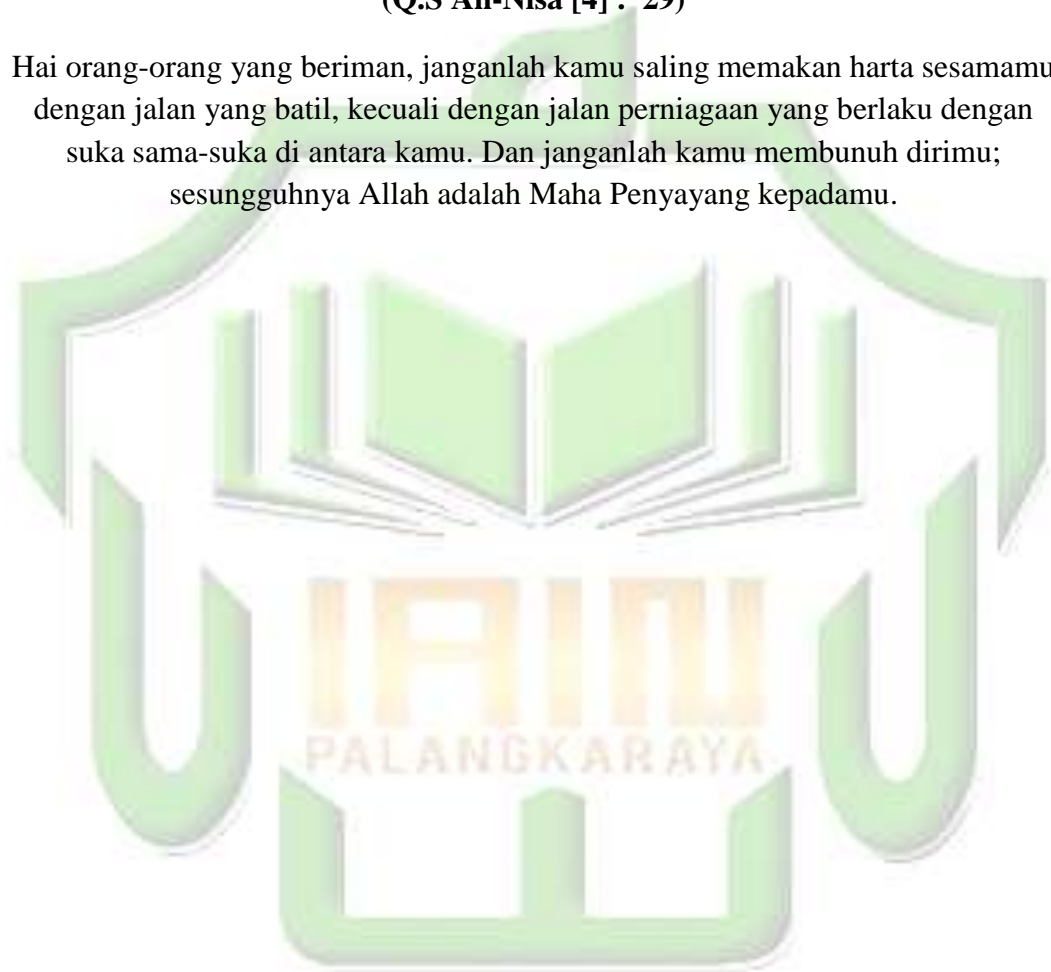 (Q.S An-Nisa [4] : 29)
Hai orang-orang yang beriman, janganlah kamu saling memakan harta sesamamu
dengan jalan yang batil, kecuali dengan jalan perniagaan yang berlaku dengan
suka sama-suka di antara kamu. Dan janganlah kamu membunuh dirimu;
sesungguhnya Allah adalah Maha Penyayang kepadamu.
IAIN
PALANGKARAYA